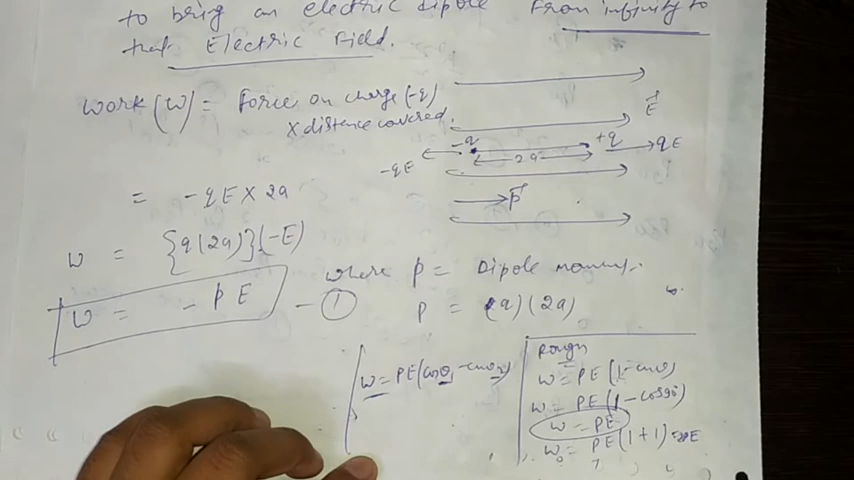 to bring an electric dipole from infinity to
that Electric Field.
Work (W) = Force on charge (-q)
× distance covered.
E⃗
-q +q
-qE 2a qE
p⃗
= -qE × 2a
W = {q(2a)}(-E)
where p = Dipole moment.
W = - pE - ①
p = (q)(2a)
Rough
W = PE(cosθ₁ - cosθ₂)
W = PE(1 - cosθ)
W = PE(1 - cos90)
W = PE
W₀ = PE(1+1) = 2PE